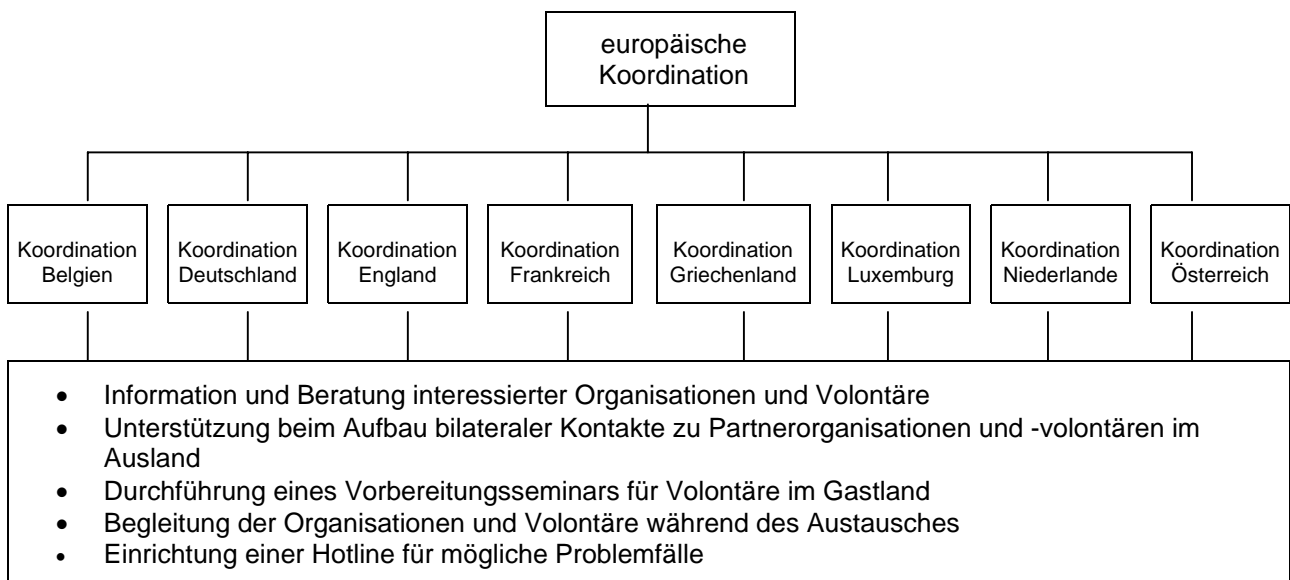 europäische
Koordination
Koordination
Belgien
Koordination
Deutschland
Koordination
England
Koordination
Frankreich
Koordination
Griechenland
Koordination
Luxemburg
Koordination
Niederlande
Koordination
Österreich
• Information und Beratung interessierter Organisationen und Volontäre
• Unterstützung beim Aufbau bilateraler Kontakte zu Partnerorganisationen und -volontären im
Ausland
• Durchführung eines Vorbereitungsseminars für Volontäre im Gastland
• Begleitung der Organisationen und Volontäre während des Austausches
• Einrichtung einer Hotline für mögliche Problemfälle